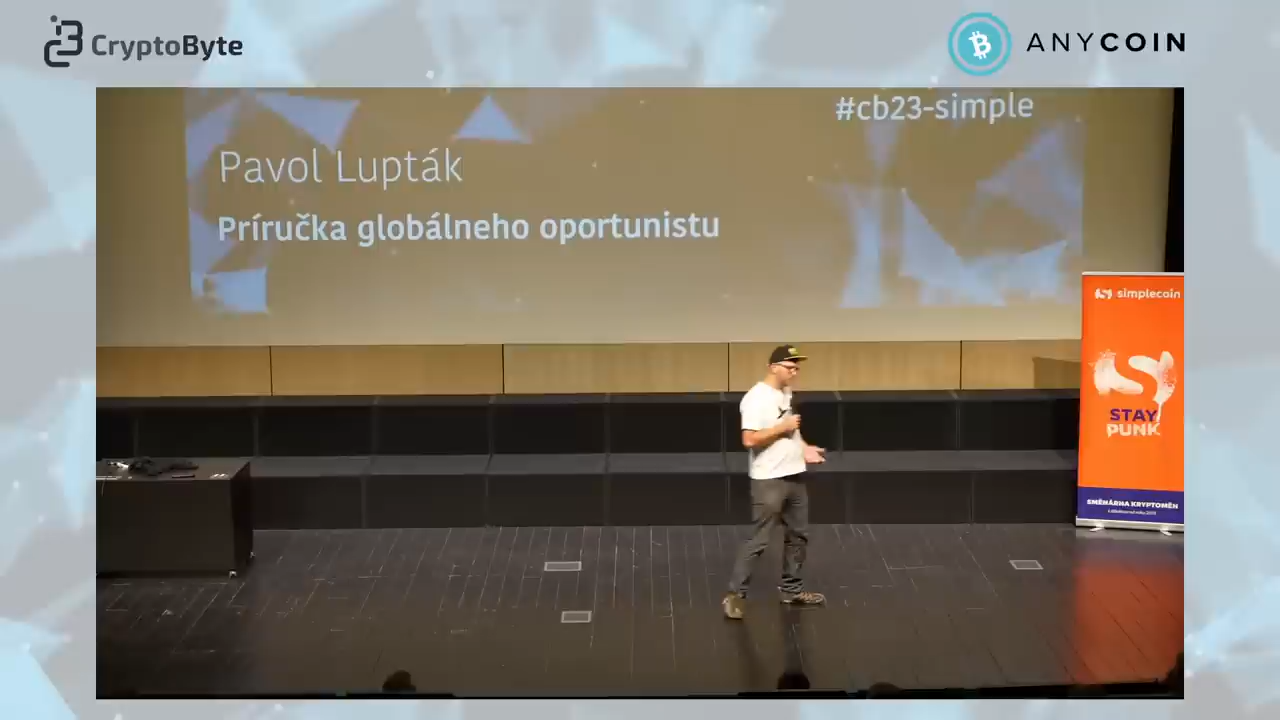 CryptoByte
ANYCOIN
#cb23-simple
Pavol Lupták
Príručka globálneho oportunistu
simplecoin
STAY
PUNK
SMĚNÁRNA KRYPTOMĚN